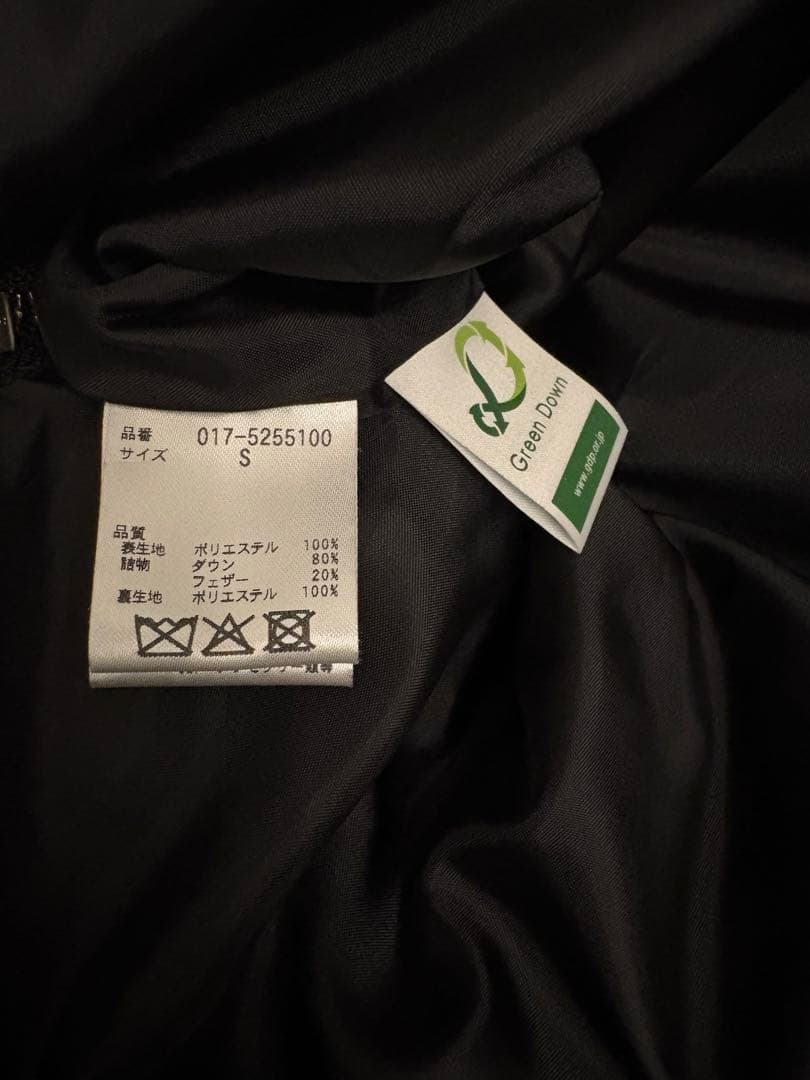 品番 017-5255100
サイズ S
品質
表生地 ポリエステル 100%
詰物 ダウン 80%
フェザー 20%
裏生地 ポリエステル 100%
Green Down
www.gdp.or.jp